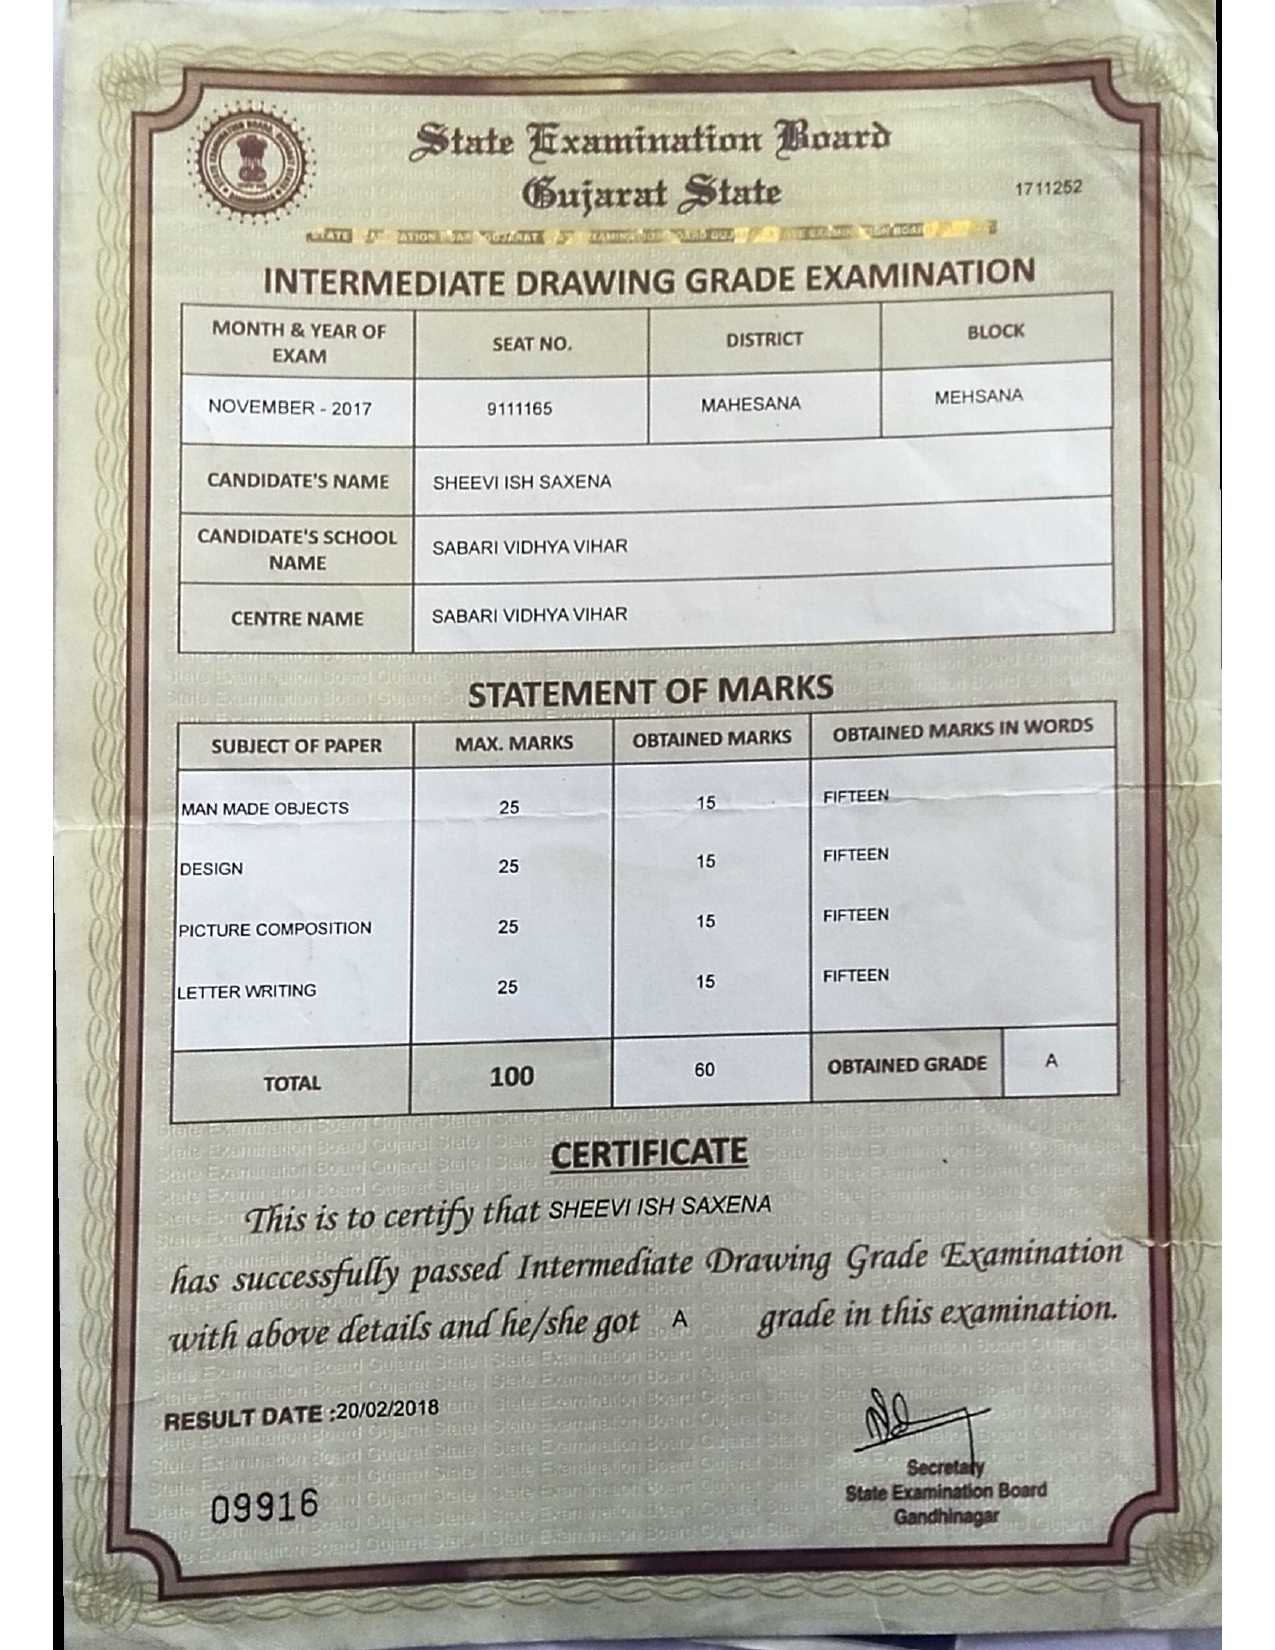 State Examination Board
Gujarat State
1711252
INTERMEDIATE DRAWING GRADE EXAMINATION
MONTH & YEAR OF EXAM SEAT NO. DISTRICT BLOCK
NOVEMBER - 2017 9111165 MAHESANA MEHSANA
CANDIDATE'S NAME SHEEVI ISH SAXENA
CANDIDATE'S SCHOOL NAME SABARI VIDHYA VIHAR
CENTRE NAME SABARI VIDHYA VIHAR
STATEMENT OF MARKS
SUBJECT OF PAPER MAX. MARKS OBTAINED MARKS OBTAINED MARKS IN WORDS
MAN MADE OBJECTS 25 15 FIFTEEN
DESIGN 25 15 FIFTEEN
PICTURE COMPOSITION 25 15 FIFTEEN
LETTER WRITING 25 15 FIFTEEN
TOTAL 100 60 OBTAINED GRADE A
CERTIFICATE
This is to certify that SHEEVI ISH SAXENA
has successfully passed Intermediate Drawing Grade Examination
with above details and he/she got A grade in this examination.
RESULT DATE :20/02/2018
Secretary
State Examination Board
Gandhinagar
09916